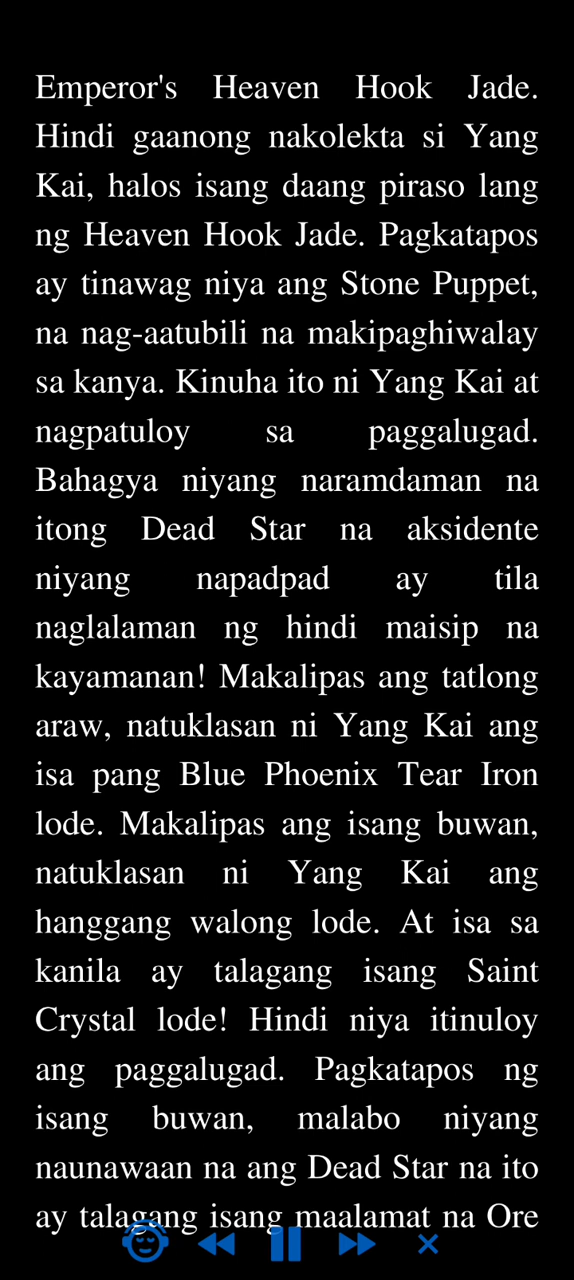 Emperor's Heaven Hook Jade.
Hindi gaanong nakolekta si Yang
Kai, halos isang daang piraso lang
ng Heaven Hook Jade. Pagkatapos
ay tinawag niya ang Stone Puppet,
na nag-aatubili na makipaghiwalay
sa kanya. Kinuha ito ni Yang Kai at
nagpatuloy sa paggalugad.
Bahagya niyang naramdaman na
itong Dead Star na aksidente
niyang napadpad ay tila
naglalaman ng hindi maisip na
kayamanan! Makalipas ang tatlong
araw, natuklasan ni Yang Kai ang
isa pang Blue Phoenix Tear Iron
lode. Makalipas ang isang buwan,
natuklasan ni Yang Kai ang
hanggang walong lode. At isa sa
kanila ay talagang isang Saint
Crystal lode! Hindi niya itinuloy
ang paggalugad. Pagkatapos ng
isang buwan, malabo niyang
naunawaan na ang Dead Star na ito
ay talagang isang maalamat na Ore